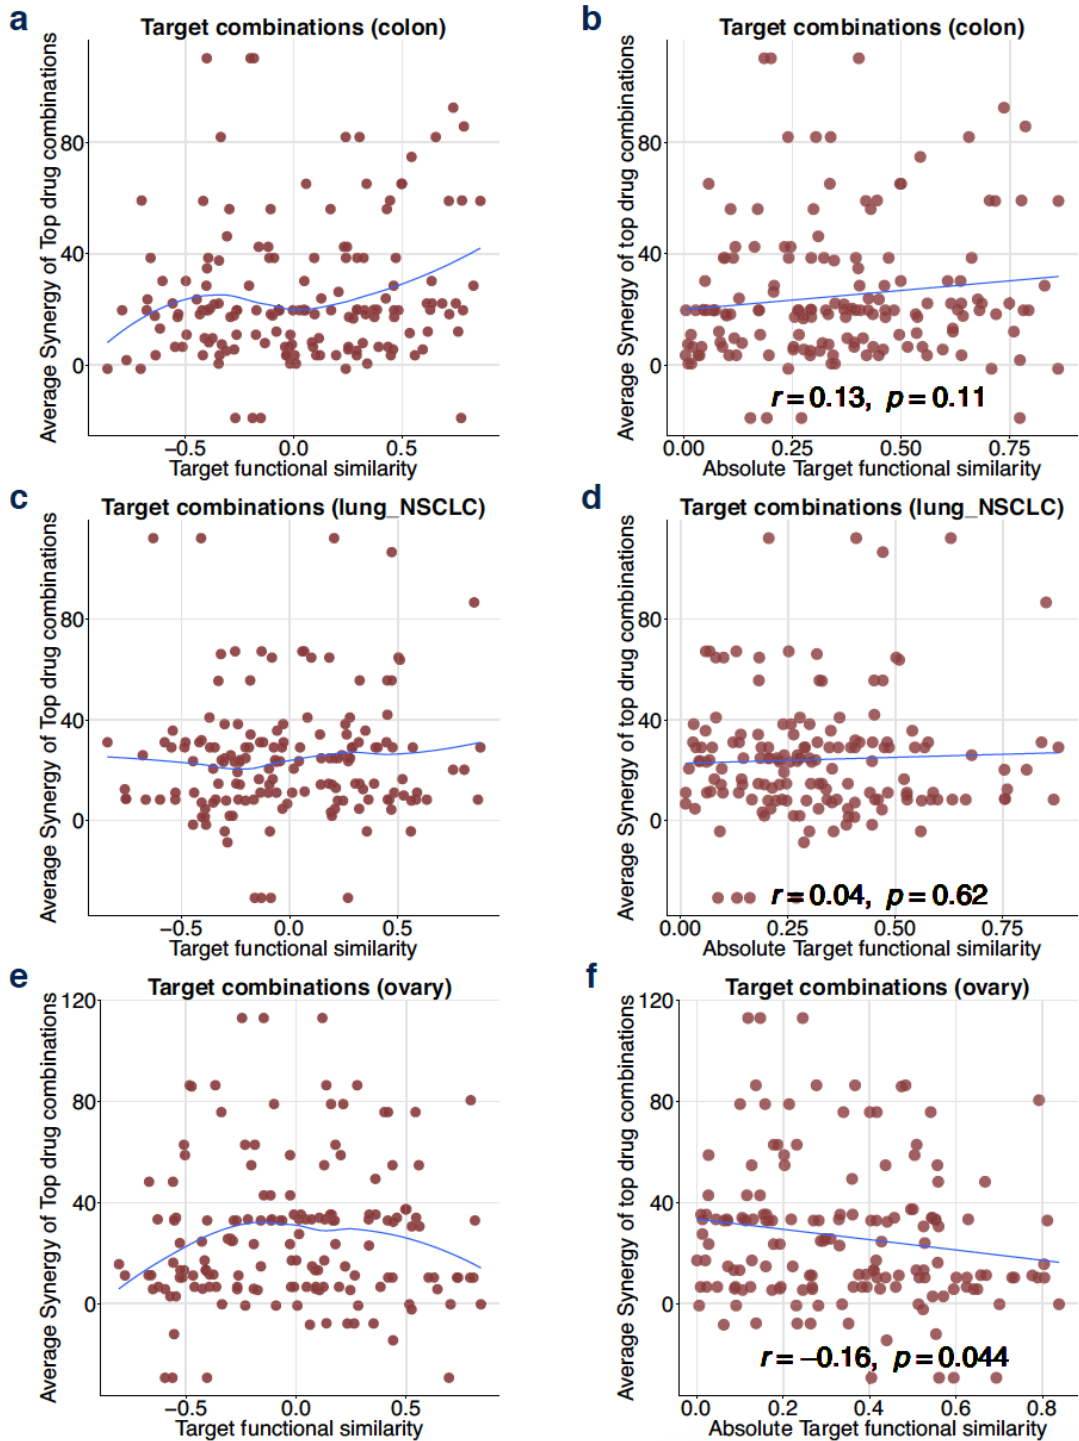 a
Target combinations (colon)
Average Synergy of Top drug combinations
80
40
0
−0.5 0.0 0.5
Target functional similarity
b
Target combinations (colon)
Average Synergy of top drug combinations
80
40
0
r = 0.13, p = 0.11
0.00 0.25 0.50 0.75
Absolute Target functional similarity
c
Target combinations (lung_NSCLC)
Average Synergy of Top drug combinations
80
40
0
−0.5 0.0 0.5
Target functional similarity
d
Target combinations (lung_NSCLC)
Average Synergy of top drug combinations
80
40
0
r = 0.04, p = 0.62
0.00 0.25 0.50 0.75
Absolute Target functional similarity
e
Target combinations (ovary)
Average Synergy of Top drug combinations
120
80
40
0
−0.5 0.0 0.5
Target functional similarity
f
Target combinations (ovary)
Average Synergy of top drug combinations
120
80
40
0
r = −0.16, p = 0.044
0.0 0.2 0.4 0.6 0.8
Absolute Target functional similarity